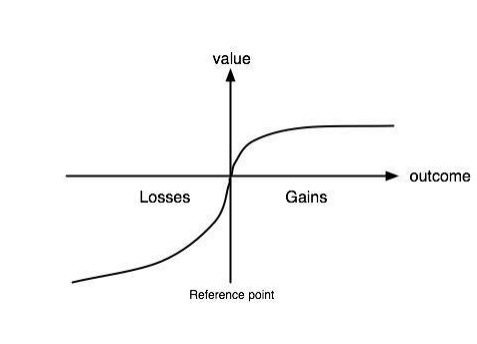 value
outcome
Losses
Gains
Reference point